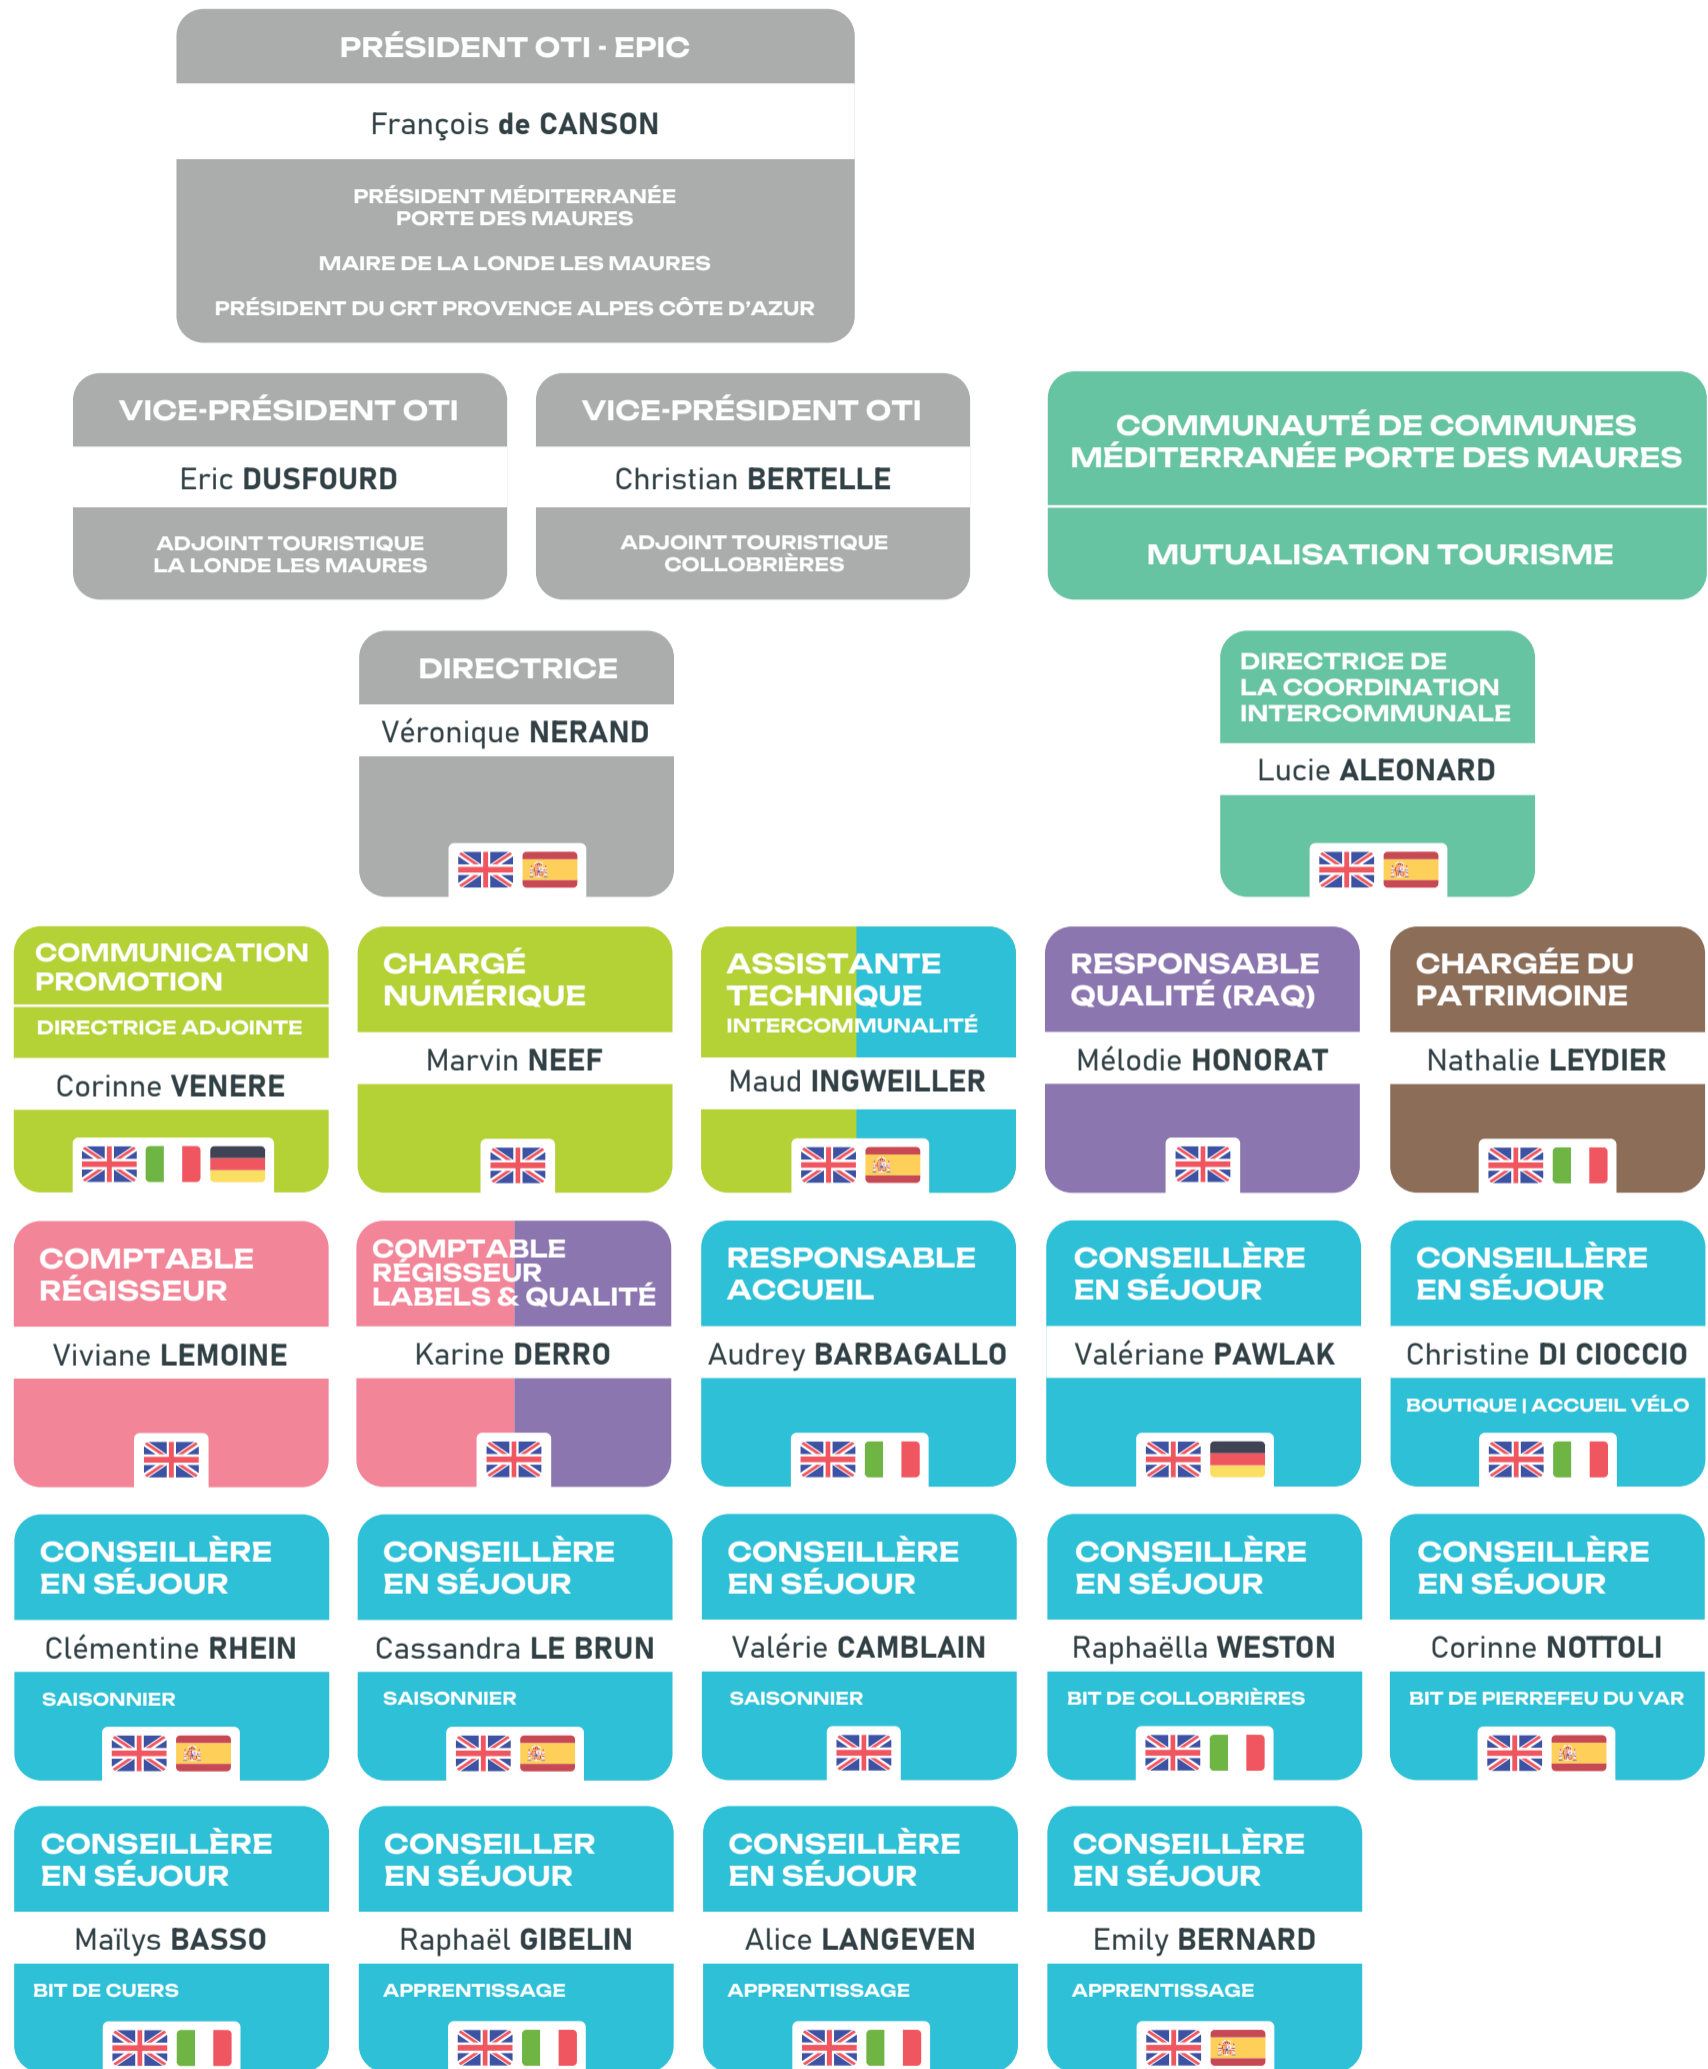 PRÉSIDENT OTI - EPIC
François de CANSON
PRÉSIDENT MÉDITERRANÉE
PORTE DES MAURES
MAIRE DE LA LONDE LES MAURES
PRÉSIDENT DU CRT PROVENCE ALPES CÔTE D'AZUR
VICE-PRÉSIDENT OTI
Eric DUSFOURD
ADJOINT TOURISTIQUE
LA LONDE LES MAURES
VICE-PRÉSIDENT OTI
Christian BERTELLE
ADJOINT TOURISTIQUE
COLLOBRIÈRES
COMMUNAUTÉ DE COMMUNES
MÉDITERRANÉE PORTE DES MAURES
MUTUALISATION TOURISME
DIRECTRICE
Véronique NERAND
DIRECTRICE DE
LA COORDINATION
INTERCOMMUNALE
Lucie ALEONARD
COMMUNICATION
PROMOTION
DIRECTRICE ADJOINTE
Corinne VENERE
CHARGÉ
NUMÉRIQUE
Marvin NEEF
ASSISTANTE
TECHNIQUE
INTERCOMMUNALITÉ
Maud INGWEILLER
RESPONSABLE
QUALITÉ (RAQ)
Mélodie HONORAT
CHARGÉE DU
PATRIMOINE
Nathalie LEYDIER
COMPTABLE
RÉGISSEUR
Viviane LEMOINE
COMPTABLE
RÉGISSEUR
LABELS & QUALITÉ
Karine DERRO
RESPONSABLE
ACCUEIL
Audrey BARBAGALLO
CONSEILLÈRE
EN SÉJOUR
Valériane PAWLAK
CONSEILLÈRE
EN SÉJOUR
Christine DI CIOCCIO
BOUTIQUE | ACCUEIL VÉLO
CONSEILLÈRE
EN SÉJOUR
Clémentine RHEIN
SAISONNIER
CONSEILLÈRE
EN SÉJOUR
Cassandra LE BRUN
SAISONNIER
CONSEILLÈRE
EN SÉJOUR
Valérie CAMBLAIN
SAISONNIER
CONSEILLÈRE
EN SÉJOUR
Raphaëlla WESTON
BIT DE COLLOBRIÈRES
CONSEILLÈRE
EN SÉJOUR
Corinne NOTTOLI
BIT DE PIERREFEU DU VAR
CONSEILLÈRE
EN SÉJOUR
Maïlys BASSO
BIT DE CUERS
CONSEILLER
EN SÉJOUR
Raphaël GIBELIN
APPRENTISSAGE
CONSEILLÈRE
EN SÉJOUR
Alice LANGEVEN
APPRENTISSAGE
CONSEILLÈRE
EN SÉJOUR
Emily BERNARD
APPRENTISSAGE